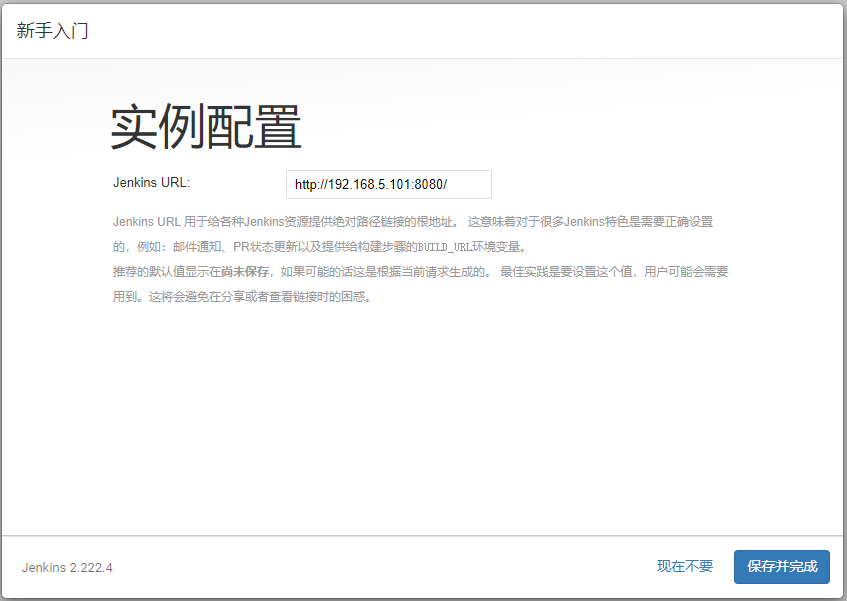 新手入门
实例配置
Jenkins URL: http://192.168.5.101:8080/
Jenkins URL 用于给各种Jenkins资源提供绝对路径链接的根地址。 这意味着对于很多Jenkins特色是需要正确设置
的，例如：邮件通知、PR状态更新以及提供给构建步骤的BUILD_URL环境变量。
推荐的默认值显示在尚未保存，如果可能的话这是根据当前请求生成的。 最佳实践是要设置这个值，用户可能会需要
用到。这将会避免在分享或者查看链接时的困惑。
Jenkins 2.222.4 现在不要 保存并完成